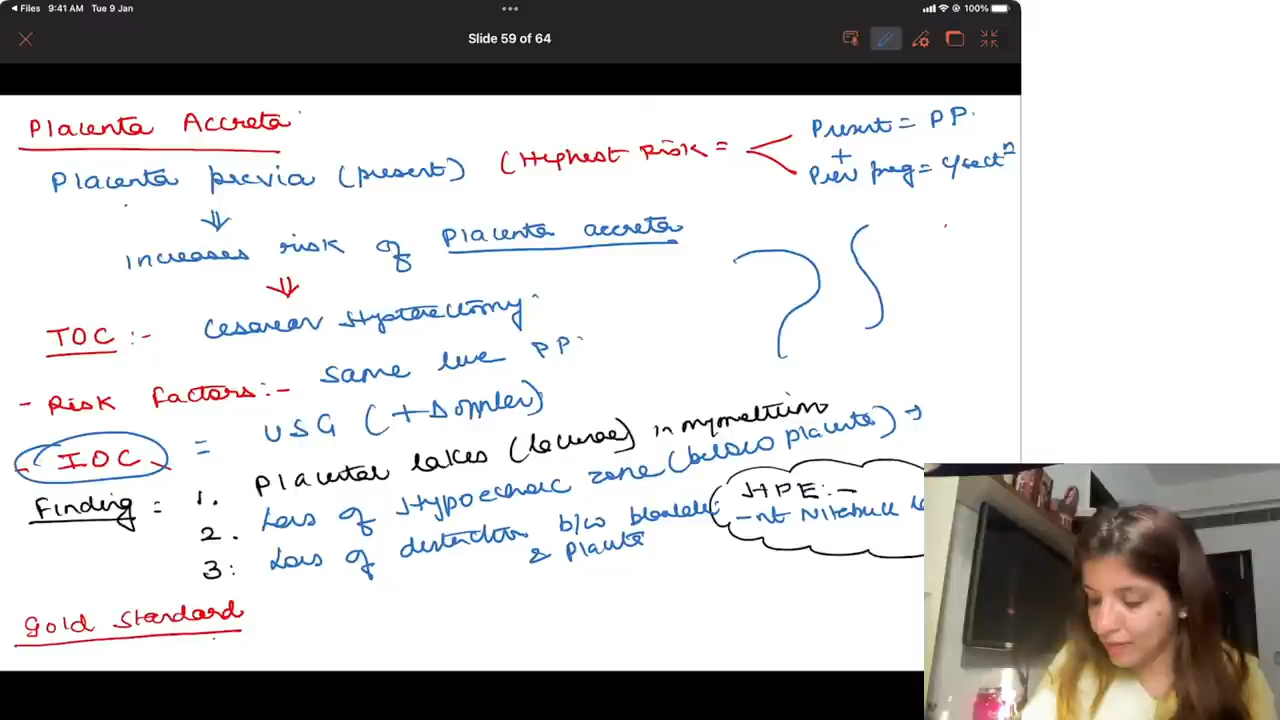 Files 9:41 AM Tue 9 Jan
100%
Slide 59 of 64
Placenta Accreta
Placenta previa (present) (Highest Risk =
Present = PP.
+
Prev preg = c/sectn
increases risk of Placenta accreta
TOC :- Cesarean Hysterectomy.
- Risk Factors:- Same like PP.
IOC = USG (+Doppler)
Finding = 1. Placental lakes (lacunae) in myometrium
2. Loss of Hypoechoic zone (below placenta) →
3: Loss of distinction b/w bladder
& Placenta
HPE:-
-nt Nitabuch
Gold Standard